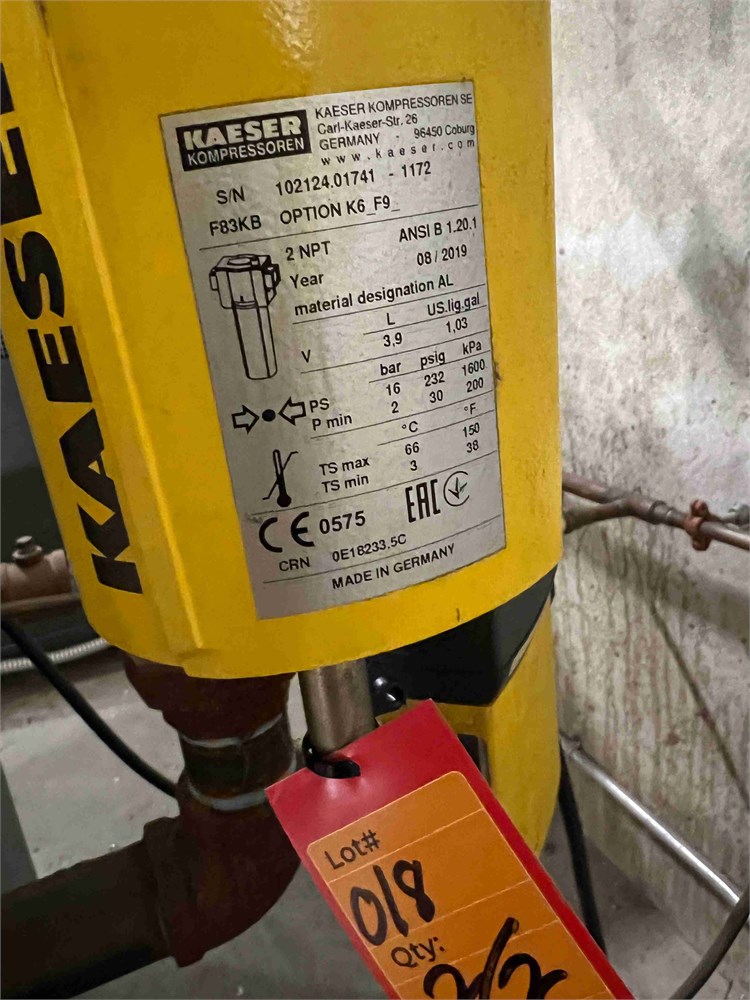 KAESER
KAESER
KOMPRESSOREN
KAESER KOMPRESSOREN SE
Carl-Kaeser-Str. 26
GERMANY - 96450 Coburg
www.kaeser.com
S/N 102124.01741 - 1172
F83KB OPTION K6_F9_
2 NPT ANSI B 1.20.1
Year 08 / 2019
material designation AL
L US.lig.gal
V 3,9 1,03
bar psig kPa
PS 16 232 1600
P min 2 30 200
°C °F
TS max 66 150
TS min 3 38
CE 0575 EAC
CRN 0E18233.5C
MADE IN GERMANY
Lot#
018
Qty: